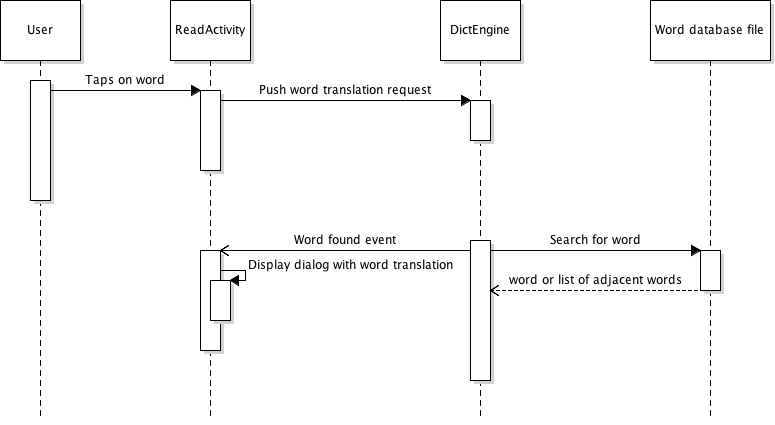 User
ReadActivity
DictEngine
Word database file
Taps on word
Push word translation request
Word found event
Search for word
Display dialog with word translation
word or list of adjacent words